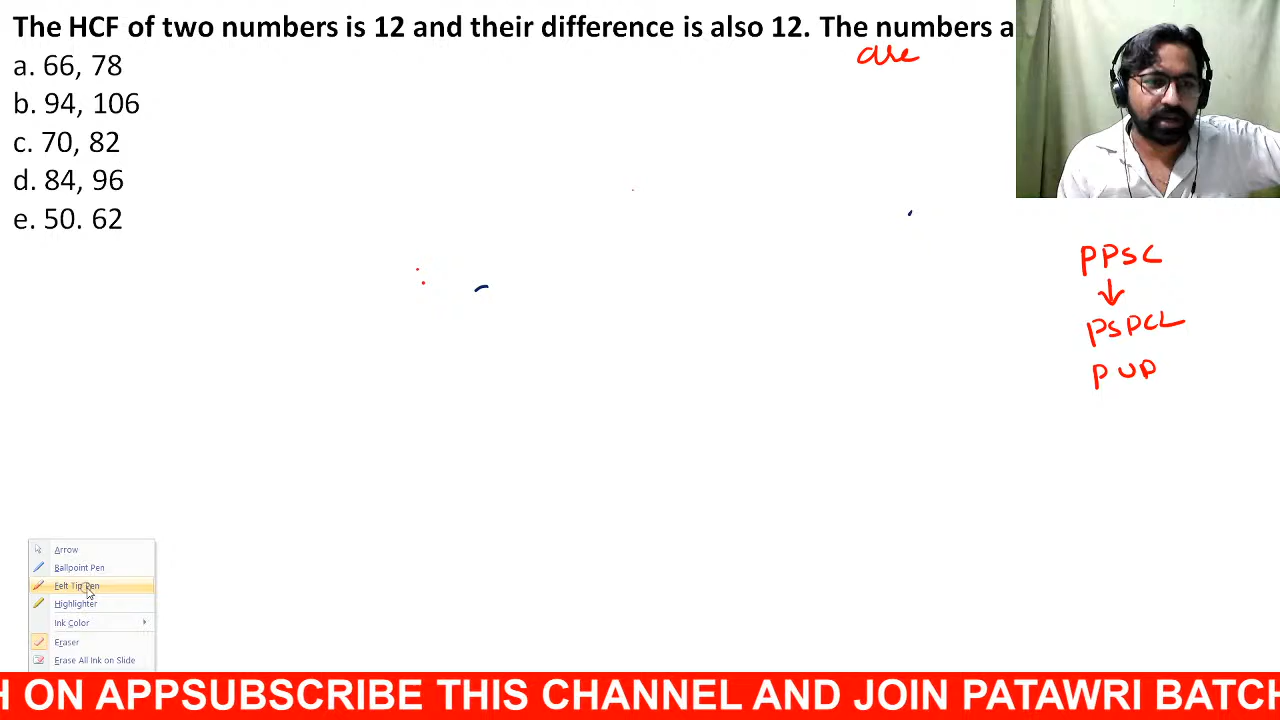 The HCF of two numbers is 12 and their difference is also 12. The numbers a
are
a. 66, 78
b. 94, 106
c. 70, 82
d. 84, 96
e. 50. 62
PPSC
PSPCL
PUP
Arrow
Ballpoint Pen
Felt Tip Pen
Highlighter
Ink Color
Eraser
Erase All Ink on Slide
H ON APPSUBSCRIBE THIS CHANNEL AND JOIN PATAWRI BATCH